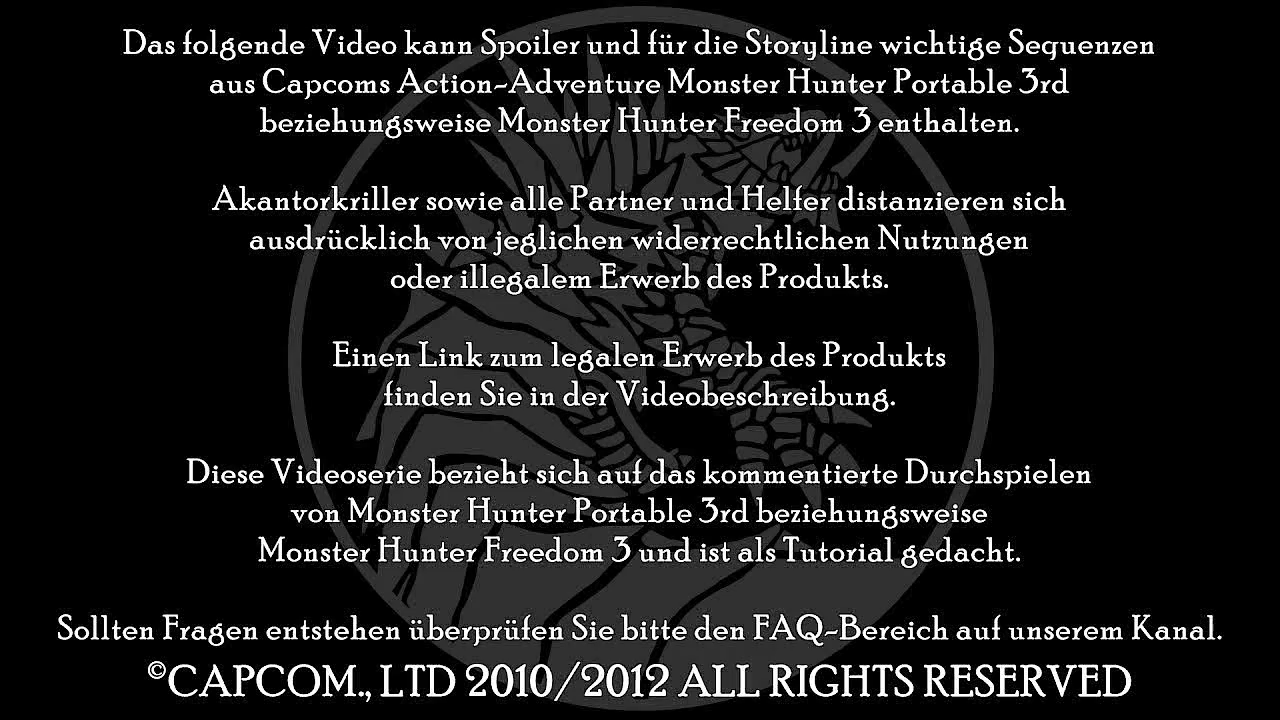 Das folgende Video kann Spoiler und für die Storyline wichtige Sequenzen
aus Capcoms Action-Adventure Monster Hunter Portable 3rd
beziehungsweise Monster Hunter Freedom 3 enthalten.
Akantorkriller sowie alle Partner und Helfer distanzieren sich
ausdrücklich von jeglichen widerrechtlichen Nutzungen
oder illegalem Erwerb des Produkts.
Einen Link zum legalen Erwerb des Produkts
finden Sie in der Videobeschreibung.
Diese Videoserie bezieht sich auf das kommentierte Durchspielen
von Monster Hunter Portable 3rd beziehungsweise
Monster Hunter Freedom 3 und ist als Tutorial gedacht.
Sollten Fragen entstehen überprüfen Sie bitte den FAQ-Bereich auf unserem Kanal.
©CAPCOM., LTD 2010/2012 ALL RIGHTS RESERVED